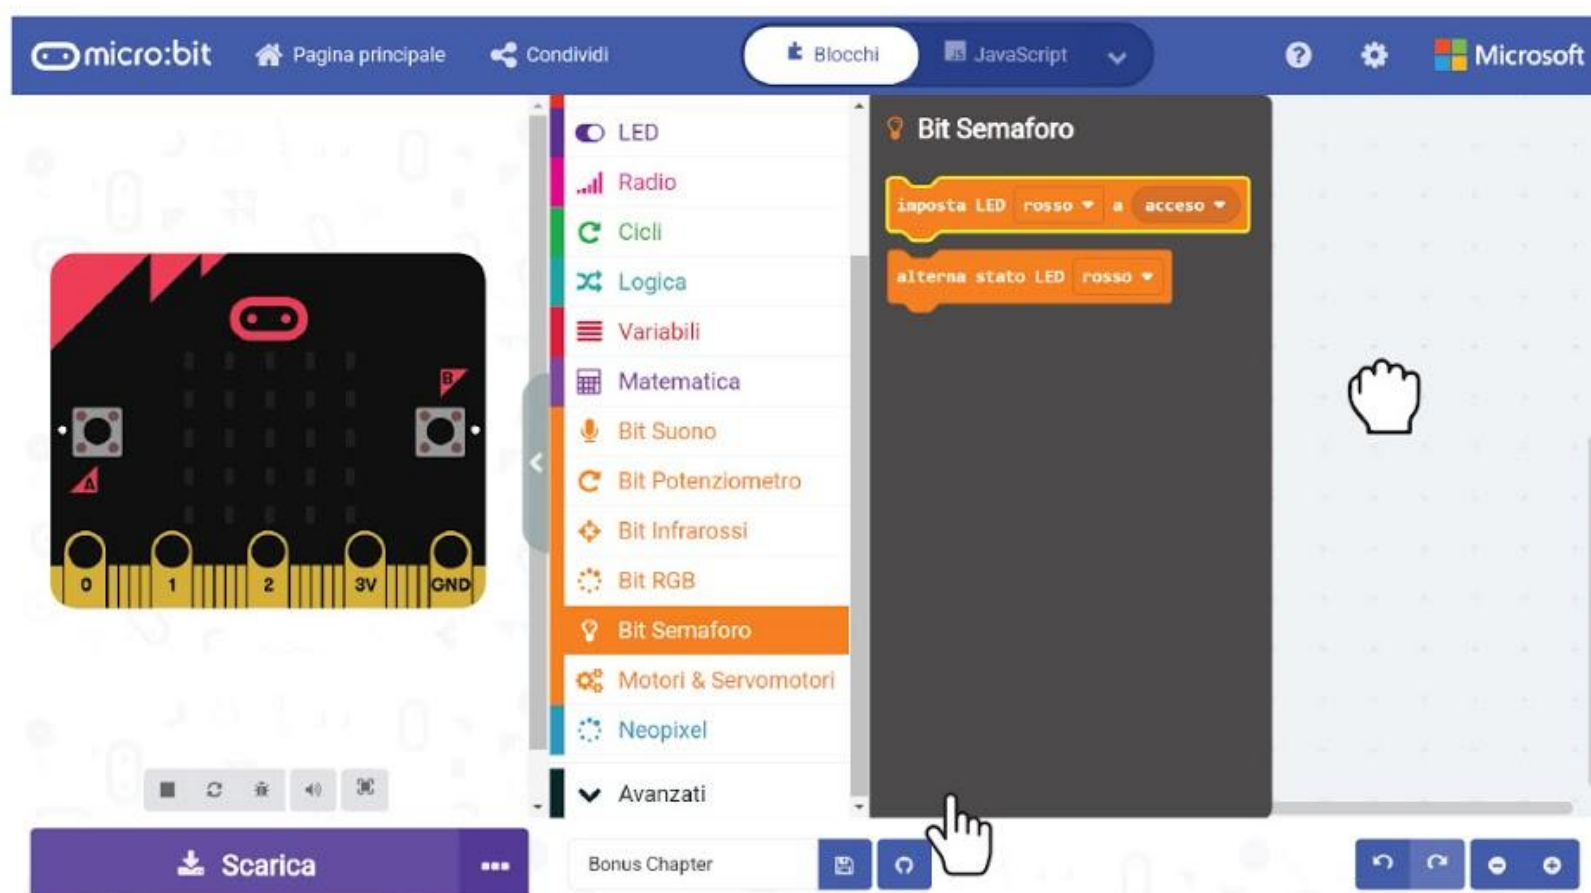 micro:bit Pagina principale Condividi Blocchi JS JavaScript ? Microsoft
LED
Radio
Cicli
Logica
Variabili
Matematica
Bit Suono
Bit Potenziometro
Bit Infrarossi
Bit RGB
Bit Semaforo
Motori & Servomotori
Neopixel
Avanzati
Bit Semaforo
imposta LED rosso a acceso
alterna stato LED rosso
B
A
0 1 2 3V GND
Scarica
Bonus Chapter